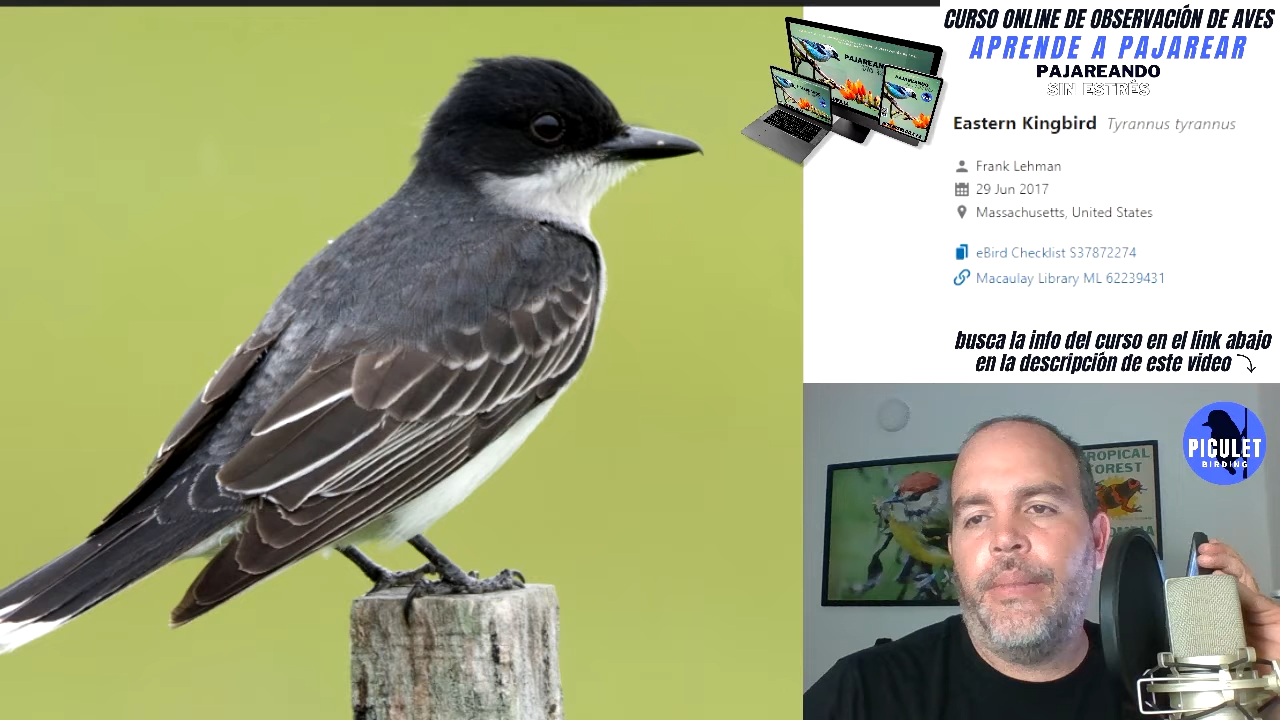 CURSO ONLINE DE OBSERVACIÓN DE AVES
APRENDE A PAJAREAR
PAJAREANDO
SIN ESTRÉS
Eastern Kingbird Tyrannus tyrannus
Frank Lehman
29 Jun 2017
Massachusetts, United States
eBird Checklist S37872274
Macaulay Library ML 62239431
busca la info del curso en el link abajo
en la descripción de este video
PICULET
BIRDING
TROPICAL